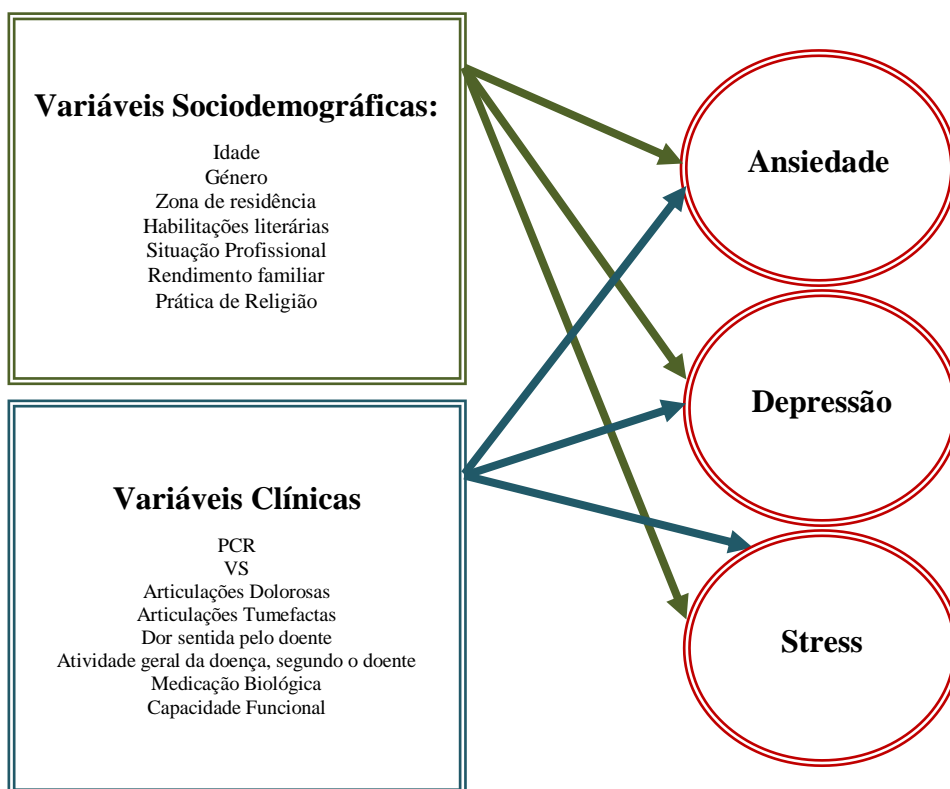 Variáveis Sociodemográficas:
Idade
Género
Zona de residência
Habilitações literárias
Situação Profissional
Rendimento familiar
Prática de Religião
Variáveis Clínicas
PCR
VS
Articulações Dolorosas
Articulações Tumefactas
Dor sentida pelo doente
Atividade geral da doença, segundo o doente
Medicação Biológica
Capacidade Funcional
Ansiedade
Depressão
Stress